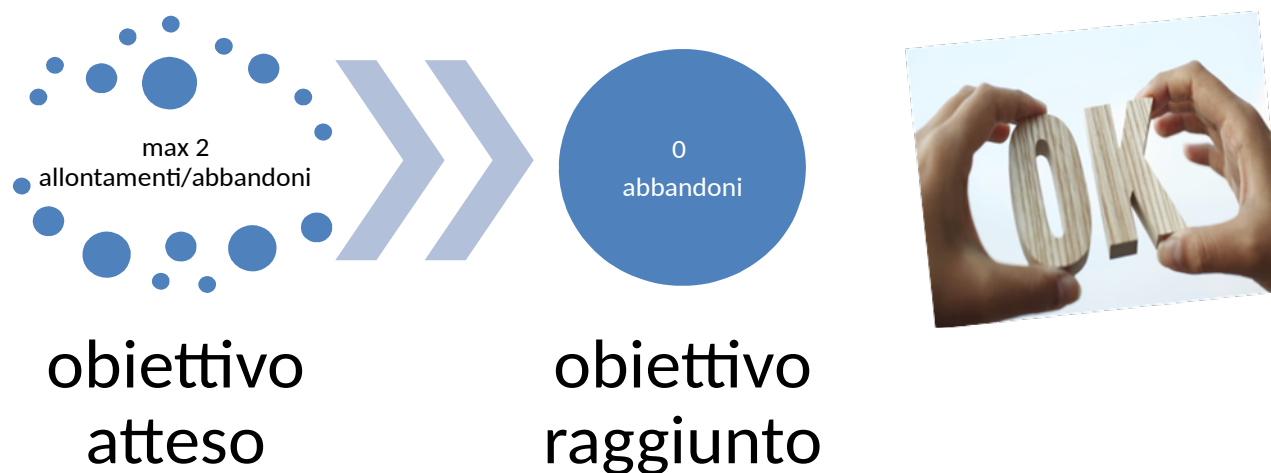 max 2
allontamenti/abbandoni
0
abbandoni
OK
obiettivo
atteso
obiettivo
raggiunto